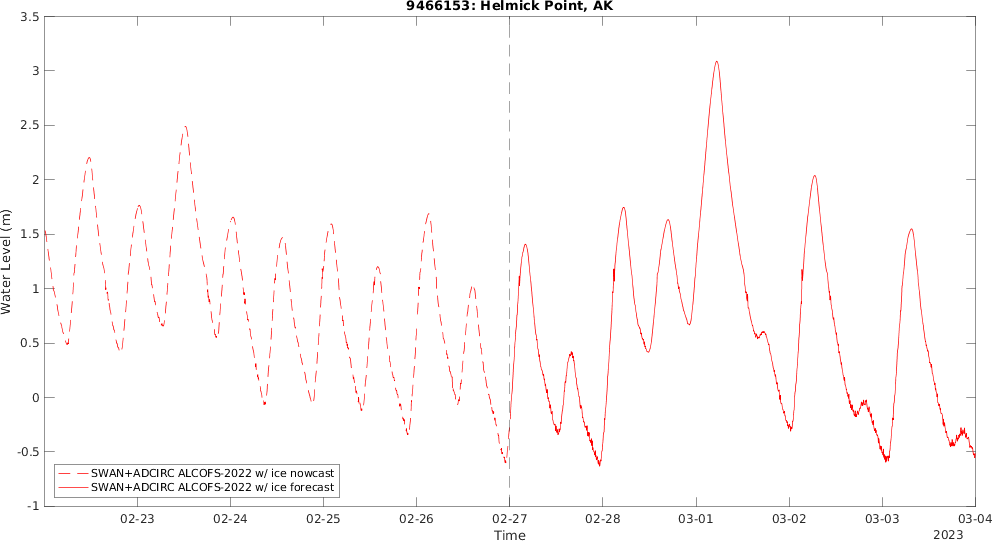 9466153: Helmick Point, AK
3.5
3
2.5
2
1.5
1
0.5
0
-0.5
-1
Water Level (m)
SWAN+ADCIRC ALCOFS-2022 w/ ice nowcast
SWAN+ADCIRC ALCOFS-2022 w/ ice forecast
02-23 02-24 02-25 02-26 02-27 02-28 03-01 03-02 03-03 03-04
Time
2023